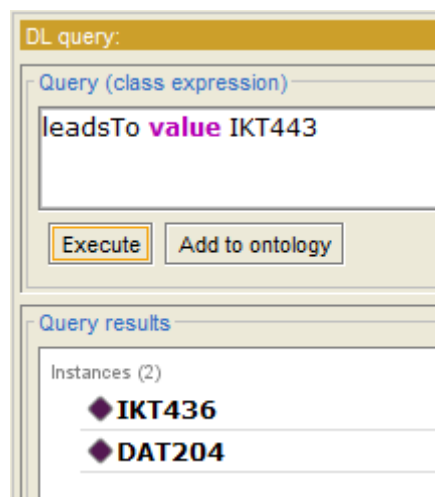 DL query:
Query (class expression)
leadsTo value IKT443
Execute Add to ontology
Query results
Instances (2)
IKT436
DAT204